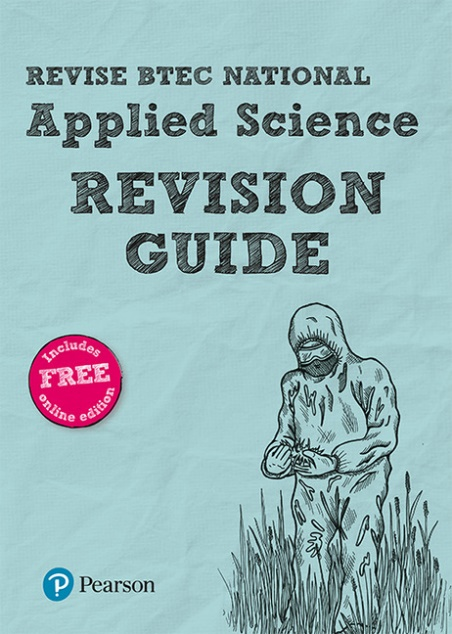 REVISE BTEC NATIONAL
Applied Science
REVISION
GUIDE
Includes
FREE
online edition
P Pearson